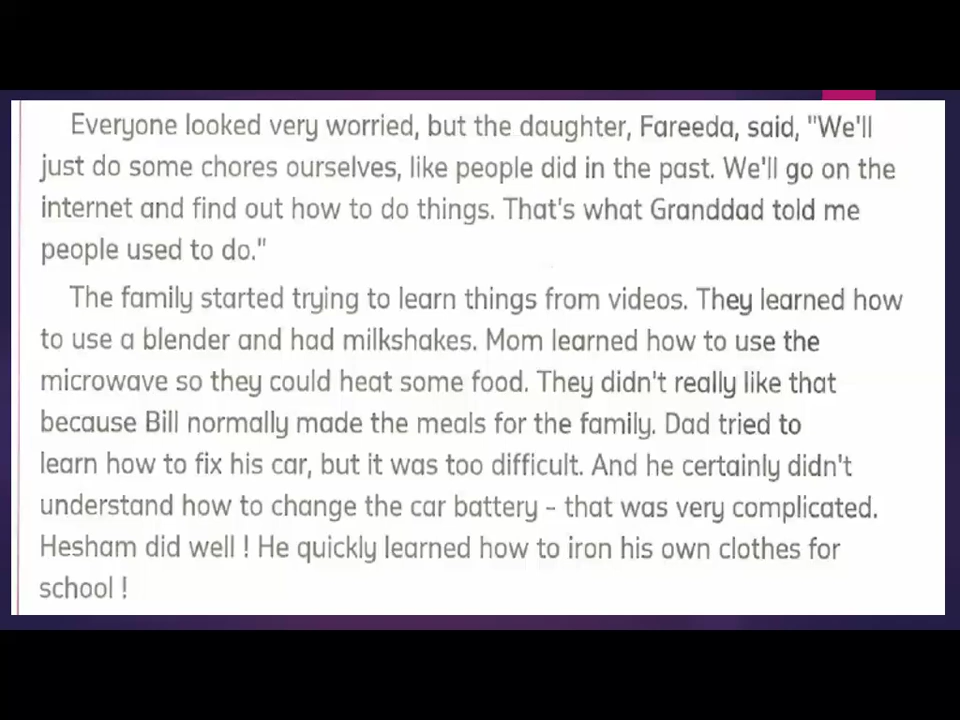 Everyone looked very worried, but the daughter, Fareeda, said, "We'll
just do some chores ourselves, like people did in the past. We'll go on the
internet and find out how to do things. That's what Granddad told me
people used to do."
The family started trying to learn things from videos. They learned how
to use a blender and had milkshakes. Mom learned how to use the
microwave so they could heat some food. They didn't really like that
because Bill normally made the meals for the family. Dad tried to
learn how to fix his car, but it was too difficult. And he certainly didn't
understand how to change the car battery - that was very complicated.
Hesham did well ! He quickly learned how to iron his own clothes for
school !